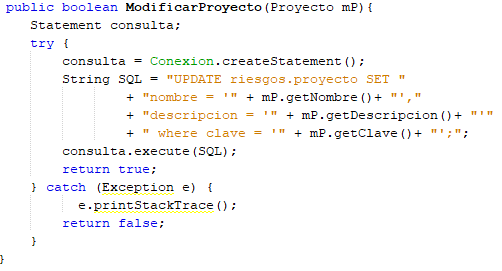 public boolean ModificarProyecto(Proyecto mP){
Statement consulta;
try {
consulta = Conexion.createStatement();
String SQL = "UPDATE riesgos.proyecto SET "
+ "nombre = '" + mP.getNombre()+ "',"
+ "descripcion = '" + mP.getDescripcion()+ "'"
+ " where clave = '" + mP.getClave()+ "';";
consulta.execute(SQL);
return true;
} catch (Exception e) {
e.printStackTrace();
return false;
}
}